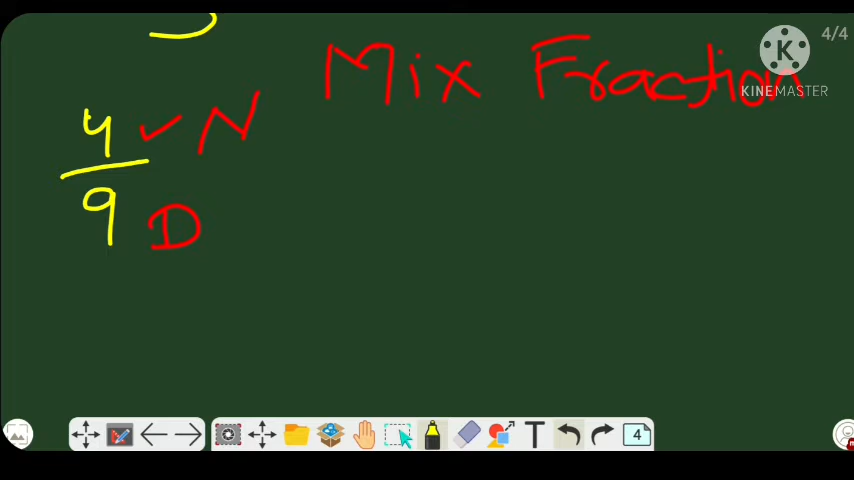 4/4
Mix Fraction
K
KINEMASTER
4 N
9 D
T
4